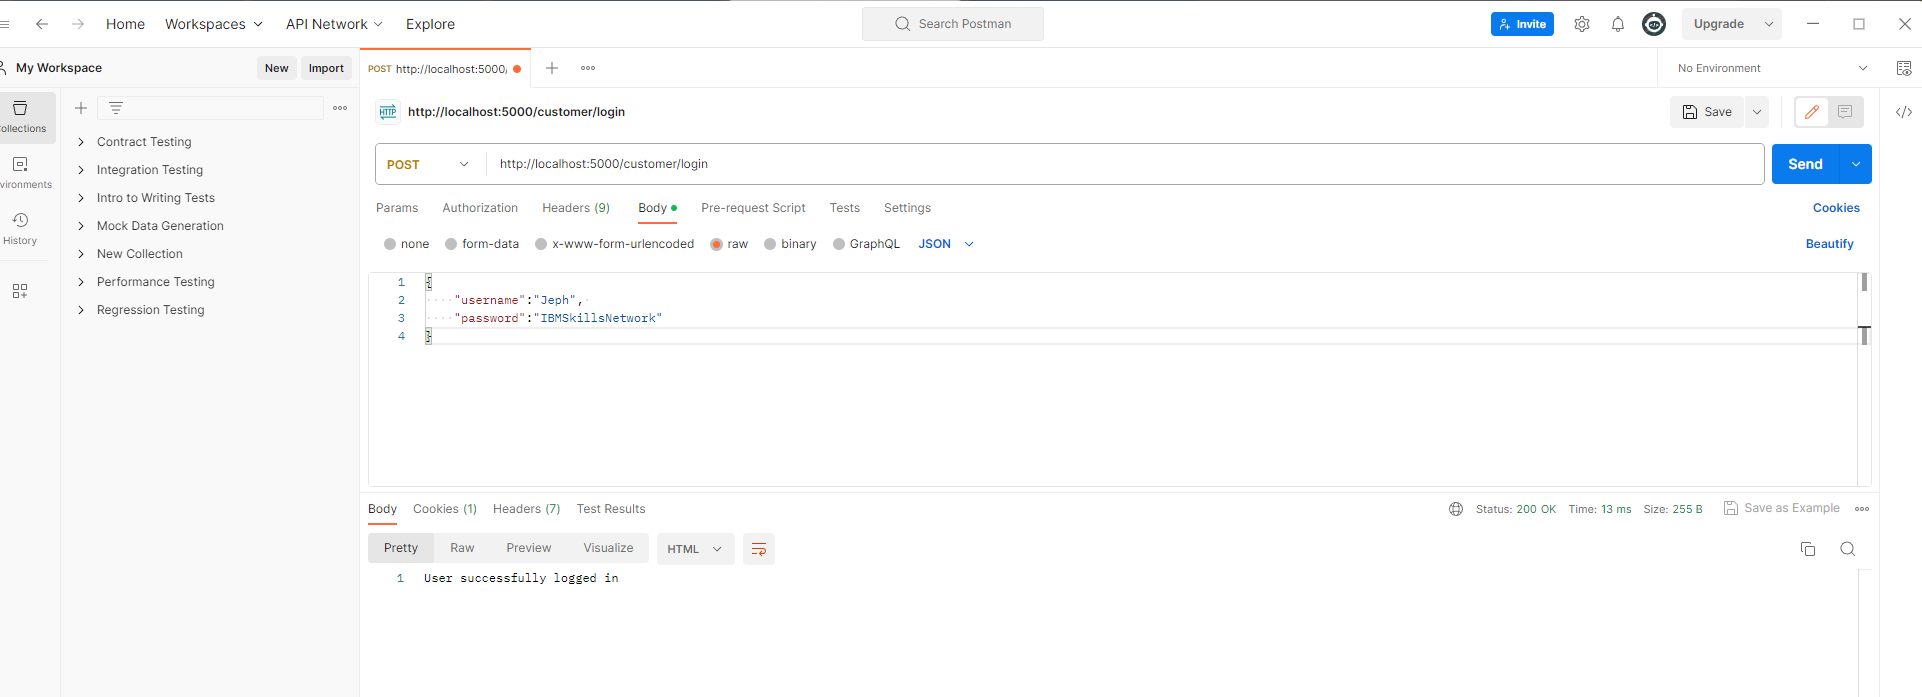 Home Workspaces API Network Explore Search Postman Invite Upgrade
My Workspace New Import POST http://localhost:5000/ No Environment
HTTP http://localhost:5000/customer/login Save
ollections
Contract Testing
Integration Testing
Intro to Writing Tests
Mock Data Generation
New Collection
Performance Testing
Regression Testing
vironments
History
POST http://localhost:5000/customer/login Send
Params Authorization Headers (9) Body Pre-request Script Tests Settings Cookies
none form-data x-www-form-urlencoded raw binary GraphQL JSON Beautify
1 {
2 "username":"Jeph",
3 "password":"IBMSkillsNetwork"
4 }
Body Cookies (1) Headers (7) Test Results Status: 200 OK Time: 13 ms Size: 255 B Save as Example
Pretty Raw Preview Visualize HTML
1 User successfully logged in